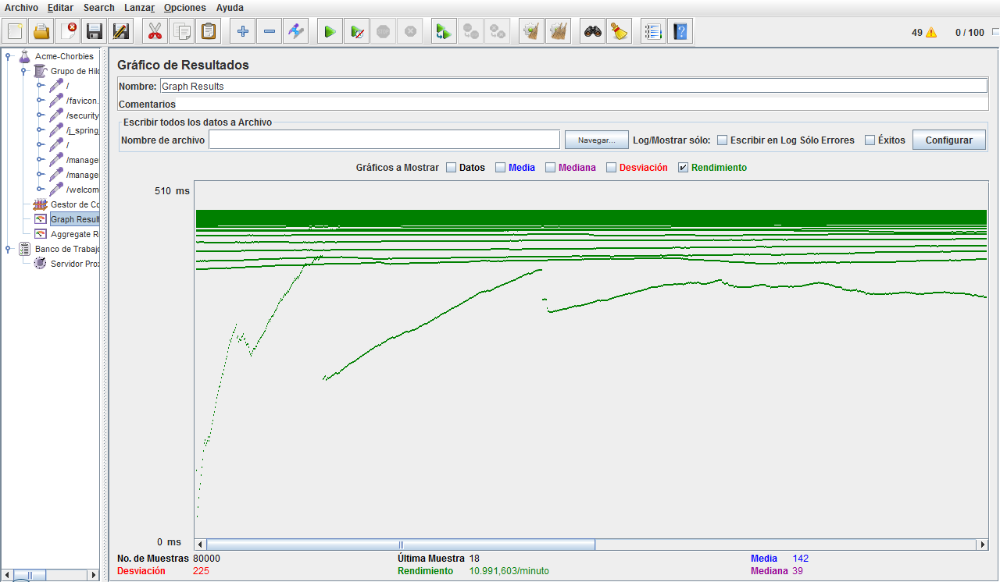 Archivo Editar Search Lanzar Opciones Ayuda
49 0 / 100
Acme-Chorbies
Grupo de Hilo
/
/favicon.
/security
/j_spring_
/
/manager
/manager
/welcom
Gestor de Co
Graph Result
Aggregate R
Banco de Trabajo
Servidor Prox
Gráfico de Resultados
Nombre: Graph Results
Comentarios
Escribir todos los datos a Archivo
Nombre de archivo Navegar... Log/Mostrar sólo: Escribir en Log Sólo Errores Éxitos Configurar
Gráficos a Mostrar Datos Media Mediana Desviación Rendimiento
510 ms
0 ms
No. de Muestras 80000 Última Muestra 18 Media 142
Desviación 225 Rendimiento 10.991,603/minuto Mediana 39